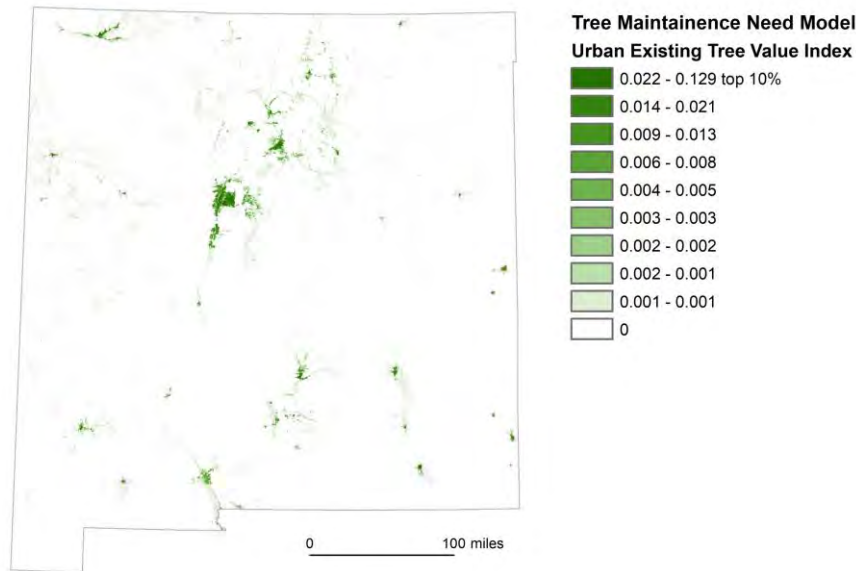 Tree Maintainence Need Model
Urban Existing Tree Value Index
0.022 - 0.129 top 10%
0.014 - 0.021
0.009 - 0.013
0.006 - 0.008
0.004 - 0.005
0.003 - 0.003
0.002 - 0.002
0.002 - 0.001
0.001 - 0.001
0
0 100 miles